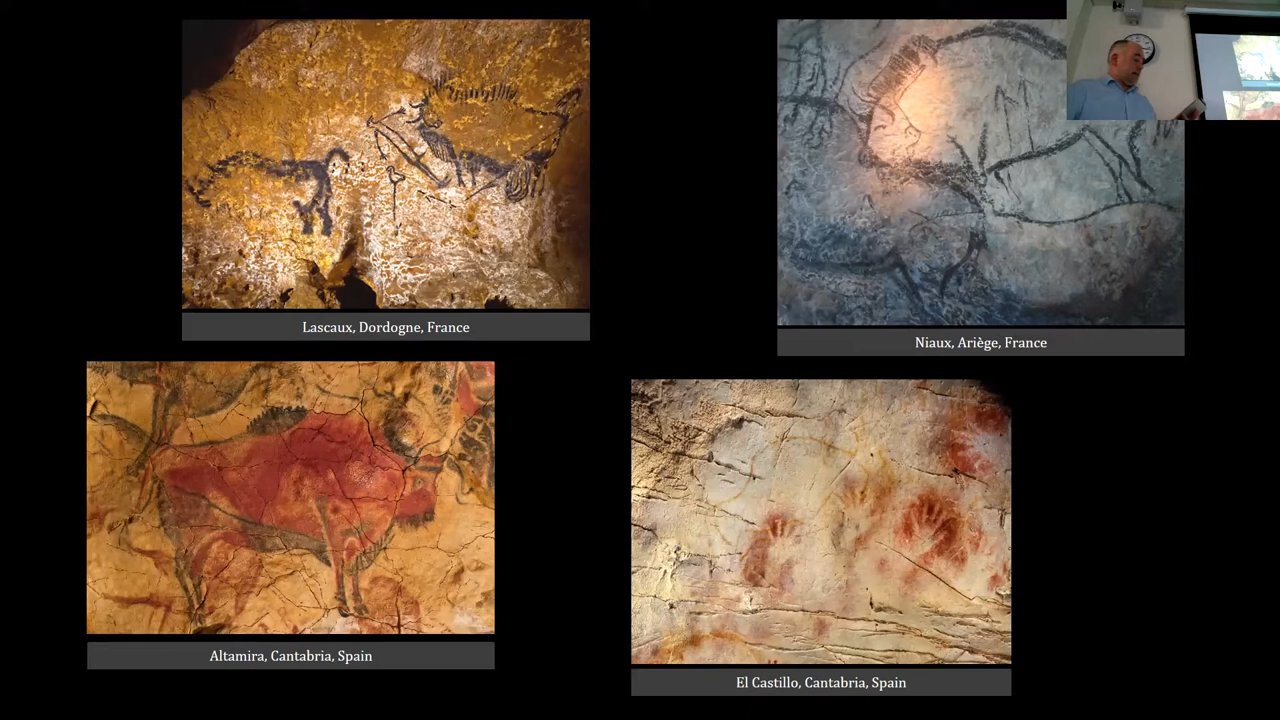 Lascaux, Dordogne, France
Niaux, Ariège, France
Altamira, Cantabria, Spain
El Castillo, Cantabria, Spain